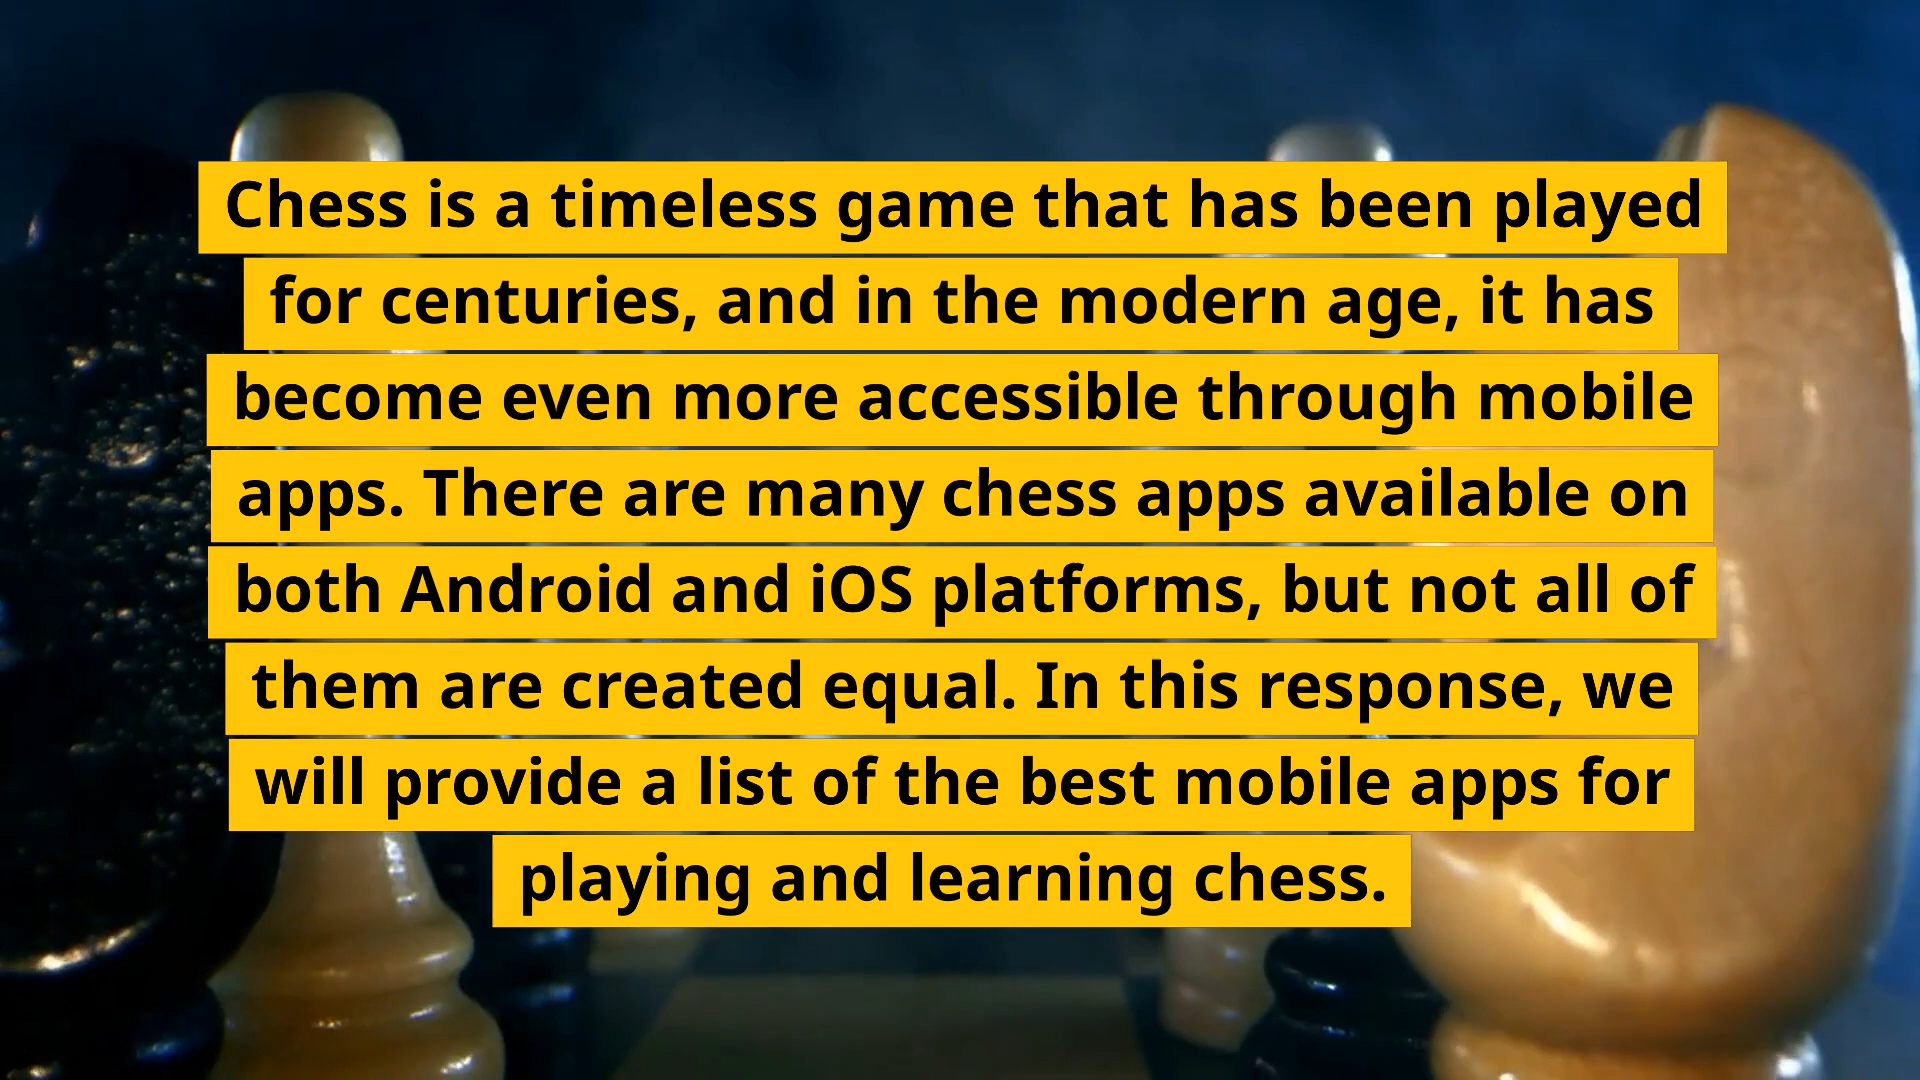 Chess is a timeless game that has been played
for centuries, and in the modern age, it has
become even more accessible through mobile
apps. There are many chess apps available on
both Android and iOS platforms, but not all of
them are created equal. In this response, we
will provide a list of the best mobile apps for
playing and learning chess.